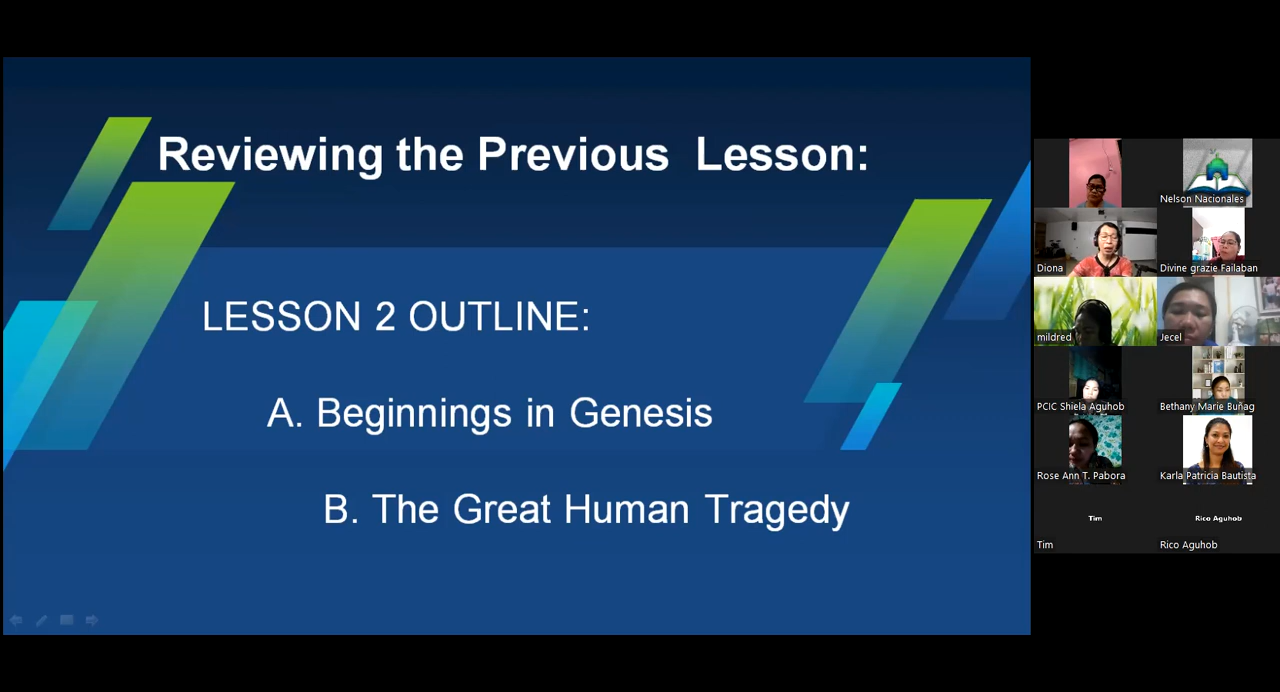 Reviewing the Previous Lesson:
LESSON 2 OUTLINE:
A. Beginnings in Genesis
B. The Great Human Tragedy
Nelson Nacionales
Diona
Divine grazie Failaban
mildred
Jecel
PCIC Shiela Aguhob
Bethany Marie Buñag
Rose Ann T. Pabora
Karla Patricia Bautista
Tim
Rico Aguhob
Tim
Rico Aguhob